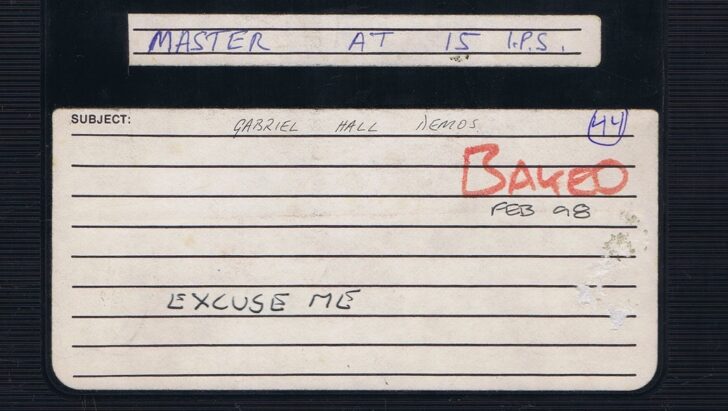 MASTER AT 15 I.P.S.
SUBJECT: GABRIEL HALL DEMOS 44
BAKED
FEB 98
EXCUSE ME